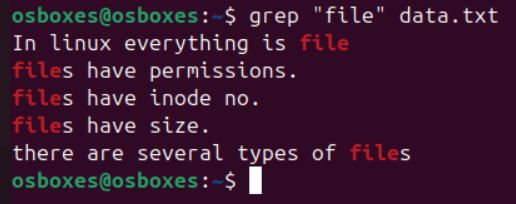 osboxes@osboxes:~$ grep "file" data.txt
In linux everything is file
files have permissions.
files have inode no.
files have size.
there are several types of files
osboxes@osboxes:~$